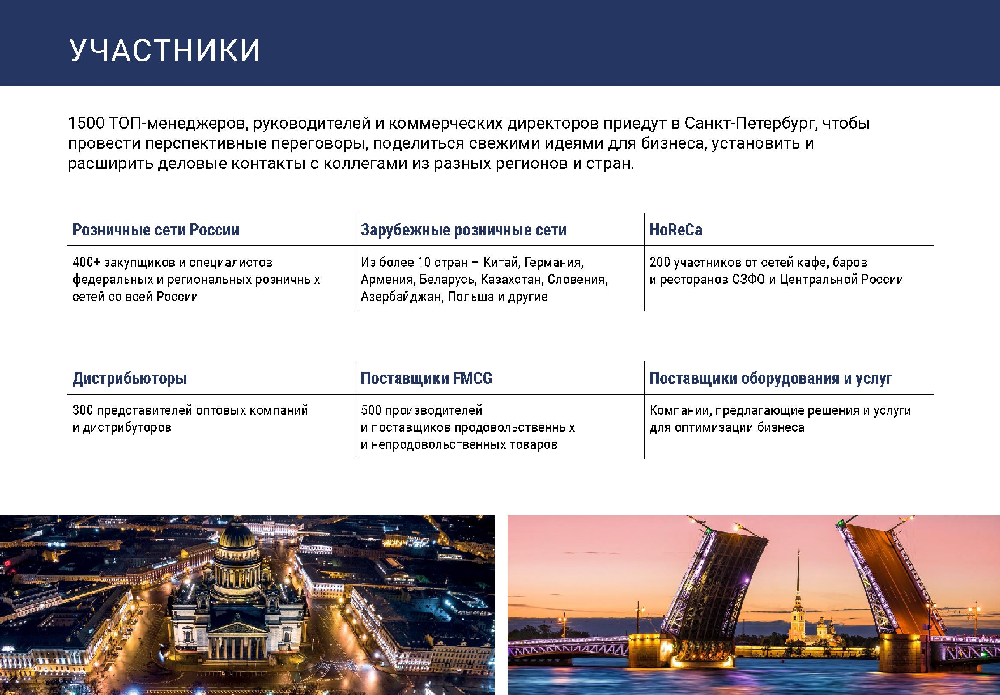 УЧАСТНИКИ
1500 ТОП-менеджеров, руководителей и коммерческих директоров приедут в Санкт-Петербург, чтобы
провести перспективные переговоры, поделиться свежими идеями для бизнеса, установить и
расширить деловые контакты с коллегами из разных регионов и стран.
Розничные сети России
400+ закупщиков и специалистов
федеральных и региональных розничных
сетей со всей России
Зарубежные розничные сети
Из более 10 стран – Китай, Германия,
Армения, Беларусь, Казахстан, Словения,
Азербайджан, Польша и другие
HoReCa
200 участников от сетей кафе, баров
и ресторанов СЗФО и Центральной России
Дистрибьюторы
300 представителей оптовых компаний
и дистрибуторов
Поставщики FMCG
500 производителей
и поставщиков продовольственных
и непродовольственных товаров
Поставщики оборудования и услуг
Компании, предлагающие решения и услуги
для оптимизации бизнеса